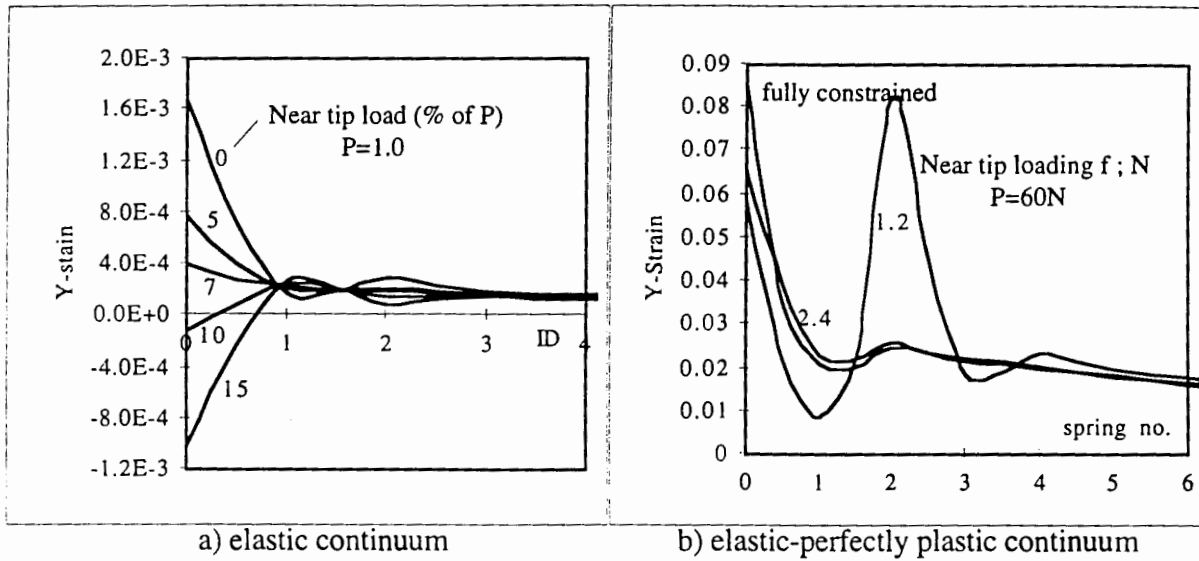 2.0E-3
1.6E-3
1.2E-3
8.0E-4
4.0E-4
0.0E+0
-4.0E-4
-8.0E-4
-1.2E-3
Y-stain
Near tip load (% of P)
P=1.0
0
5
7
10
15
0 1 2 3 ID 4
a) elastic continuum
0.09
0.08
0.07
0.06
0.05
0.04
0.03
0.02
0.01
0
Y-Strain
fully constrained
Near tip loading f ; N
P=60N
1.2
2.4
spring no.
0 1 2 3 4 5 6
b) elastic-perfectly plastic continuum